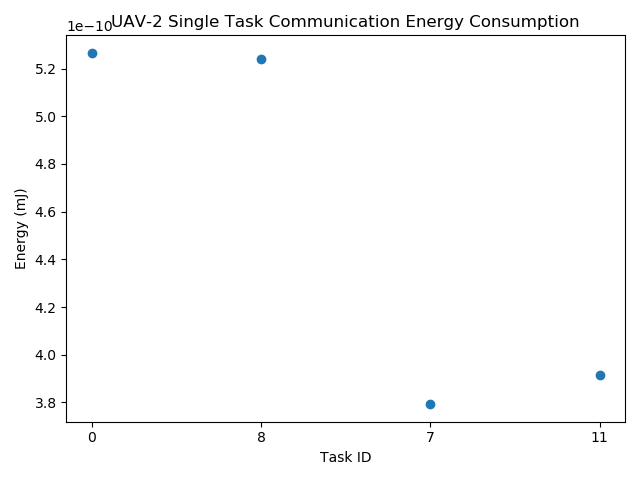 UAV-2 Single Task Communication Energy Consumption
1e−10
5.2
5.0
4.8
4.6
4.4
4.2
4.0
3.8
Energy (mJ)
0 8 7 11
Task ID